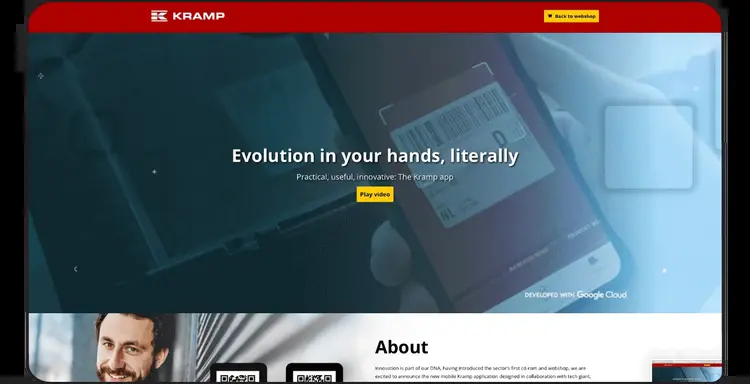 KRAMP
Back to webshop
Evolution in your hands, literally
Practical, useful, innovative: The Kramp app
Play video
DEVELOPED WITH Google Cloud
About
Innovation is part of our DNA, having introduced the sector's first cd-rom and webshop, we are
excited to announce the new mobile Kramp application designed in collaboration with tech giant,